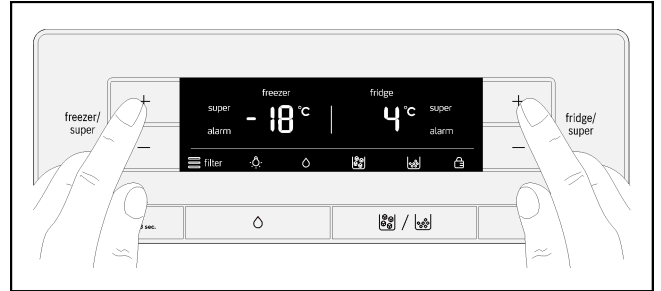 freezer fridge
super -18 °C 4 °C super
alarm alarm
filter
freezer/
super
fridge/
super
+
+
−
−
sec.
/